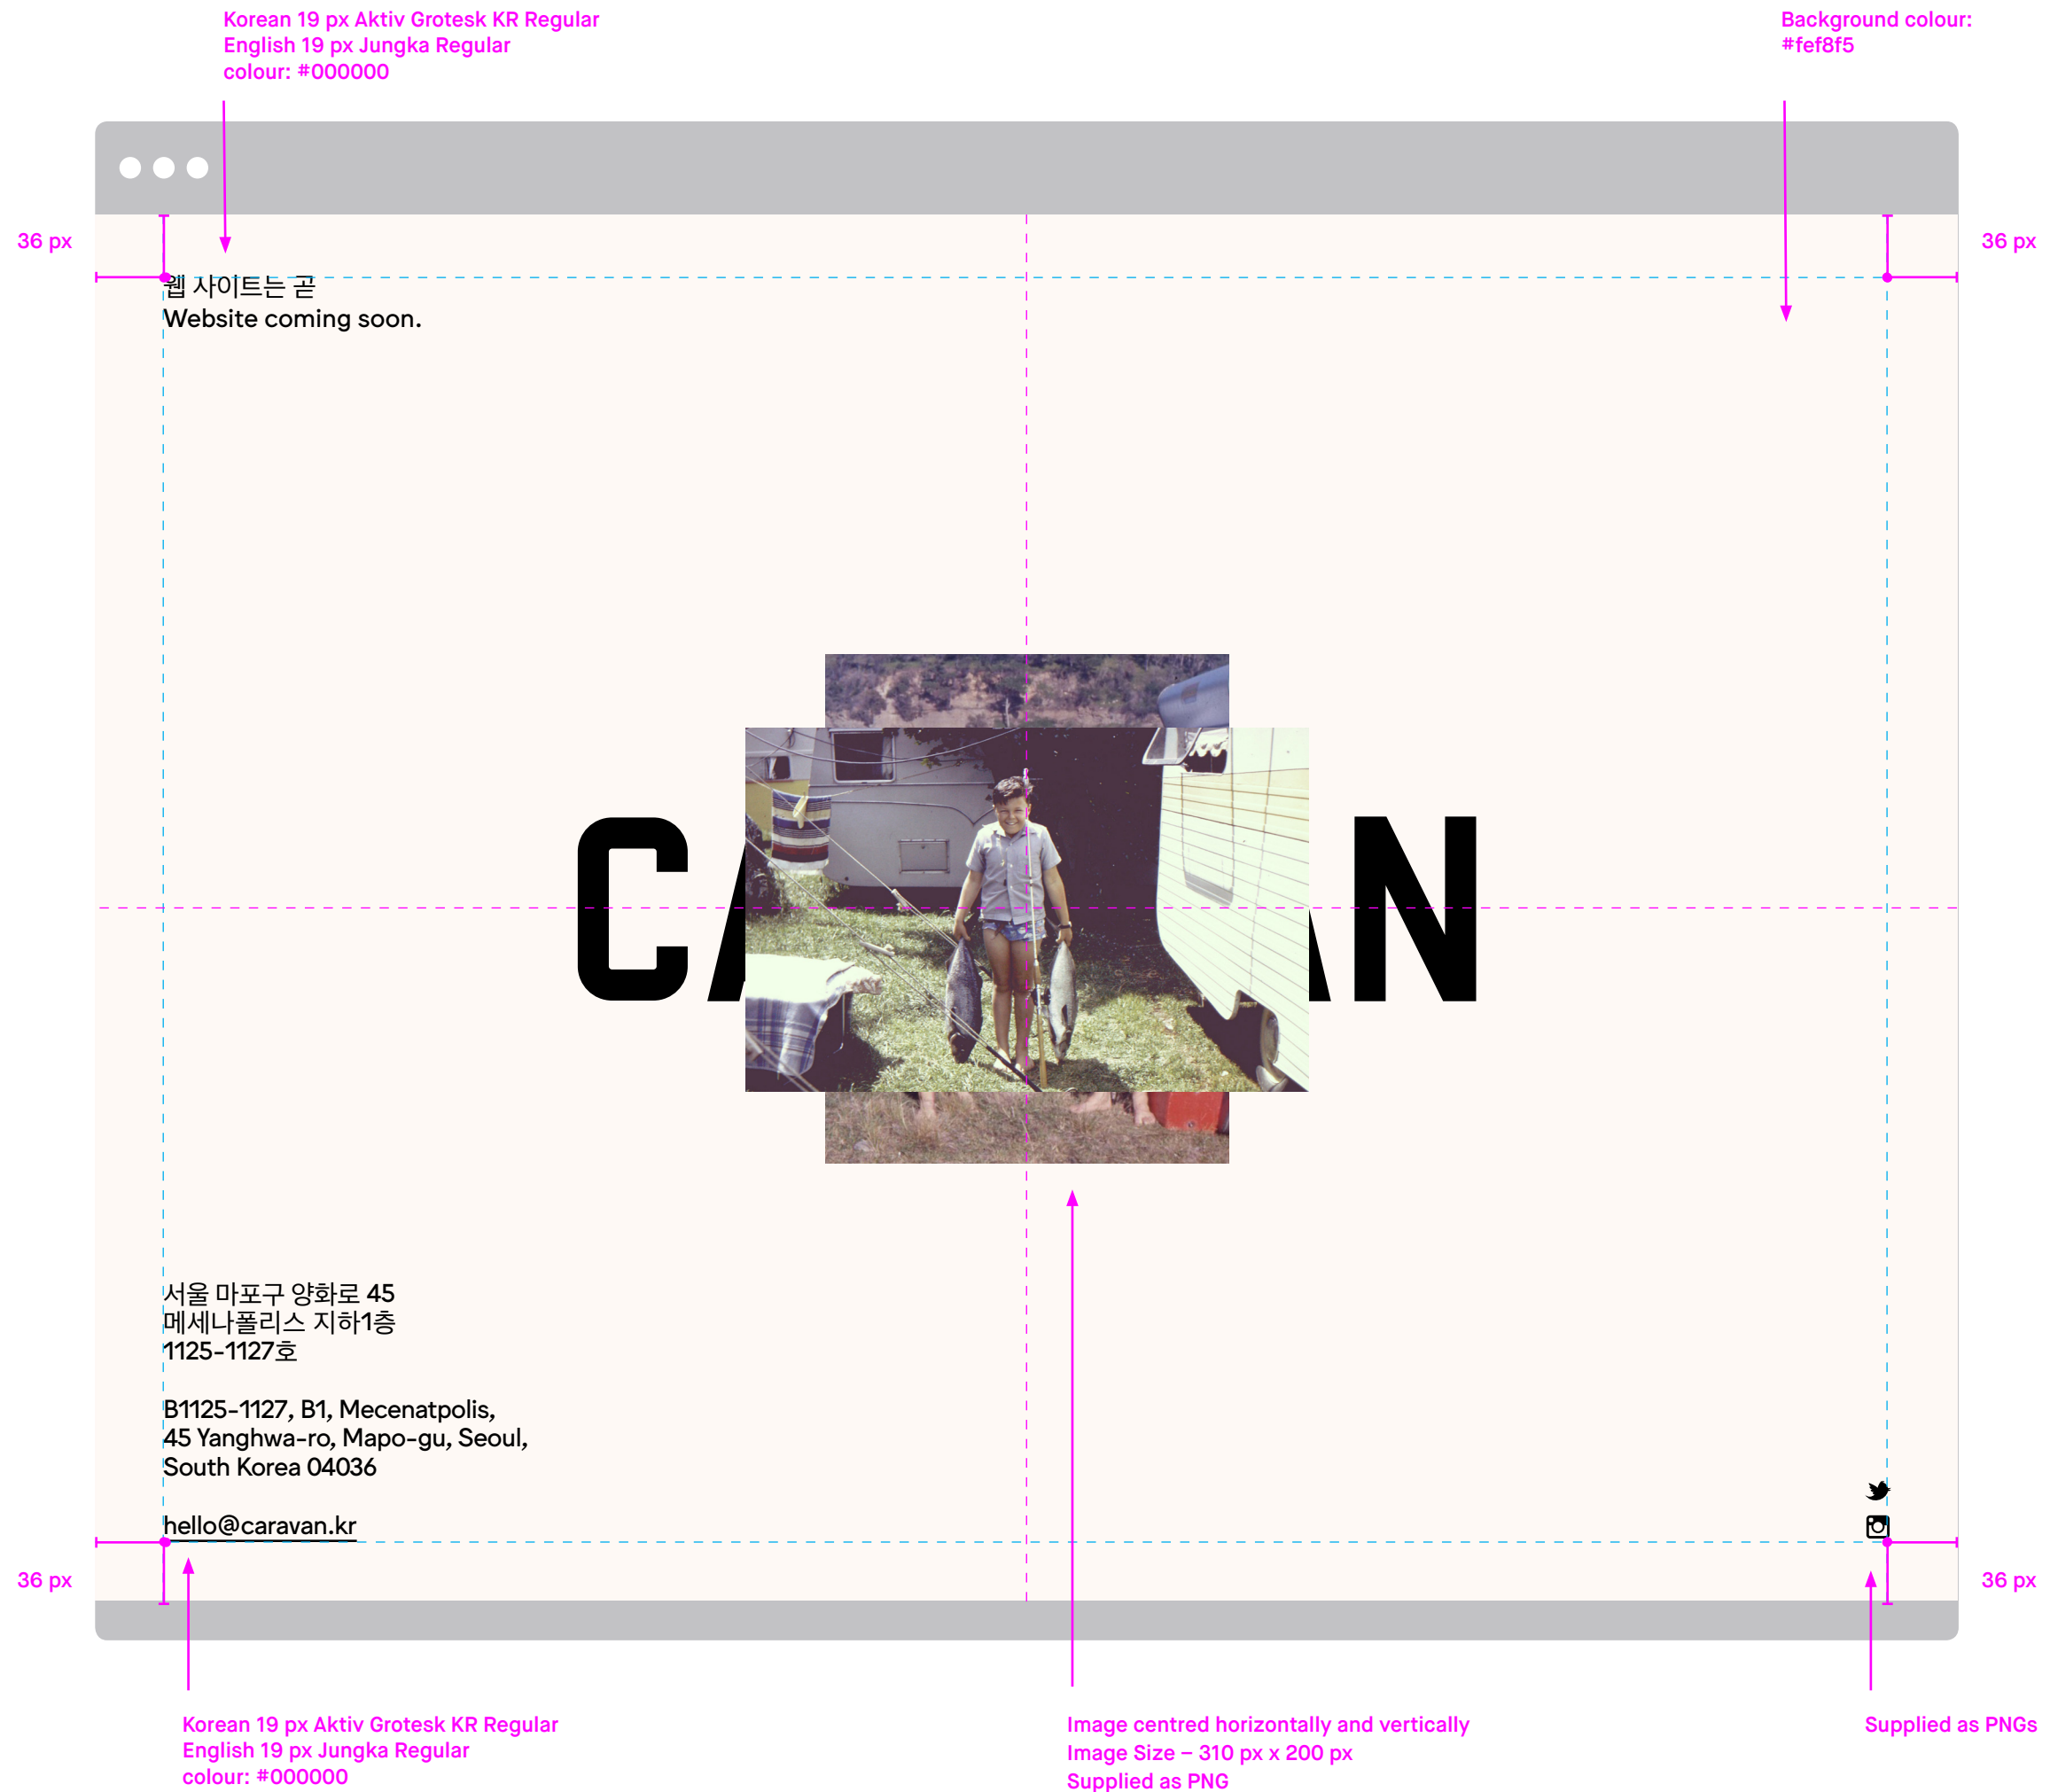 Korean 19 px Aktiv Grotesk KR Regular
English 19 px Jungka Regular
colour: #000000
Background colour:
#fef8f5
36 px
36 px
웹 사이트는 곧
Website coming soon.
CA AN
서울 마포구 양화로 45
메세나폴리스 지하1층
1125-1127호
B1125-1127, B1, Mecenatpolis,
45 Yanghwa-ro, Mapo-gu, Seoul,
South Korea 04036
hello@caravan.kr
36 px
36 px
Korean 19 px Aktiv Grotesk KR Regular
English 19 px Jungka Regular
colour: #000000
Image centred horizontally and vertically
Image Size – 310 px x 200 px
Supplied as PNG
Supplied as PNGs